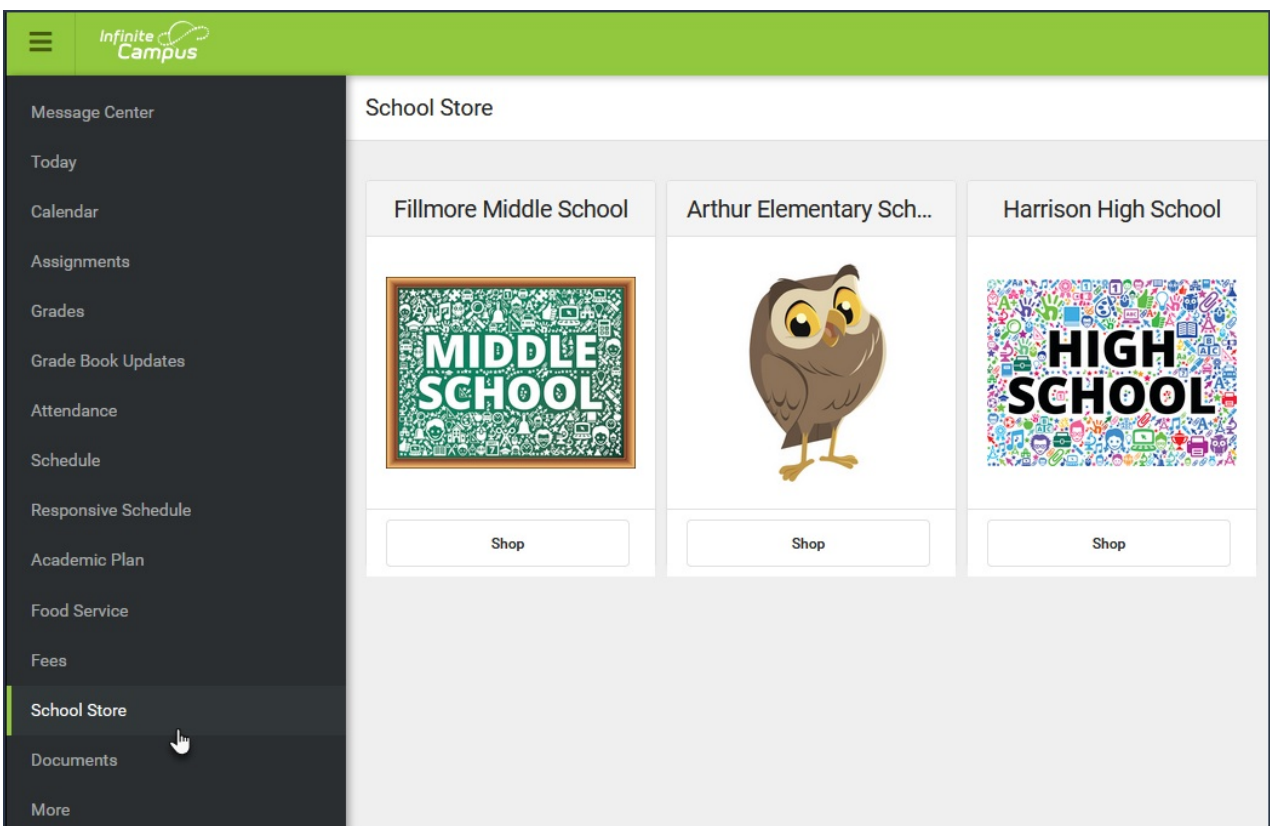 Infinite
Campus
Message Center
Today
Calendar
Assignments
Grades
Grade Book Updates
Attendance
Schedule
Responsive Schedule
Academic Plan
Food Service
Fees
School Store
Documents
More
School Store
Fillmore Middle School
MIDDLE
SCHOOL
Shop
Arthur Elementary Sch...
Shop
Harrison High School
HIGH
SCHOOL
Shop